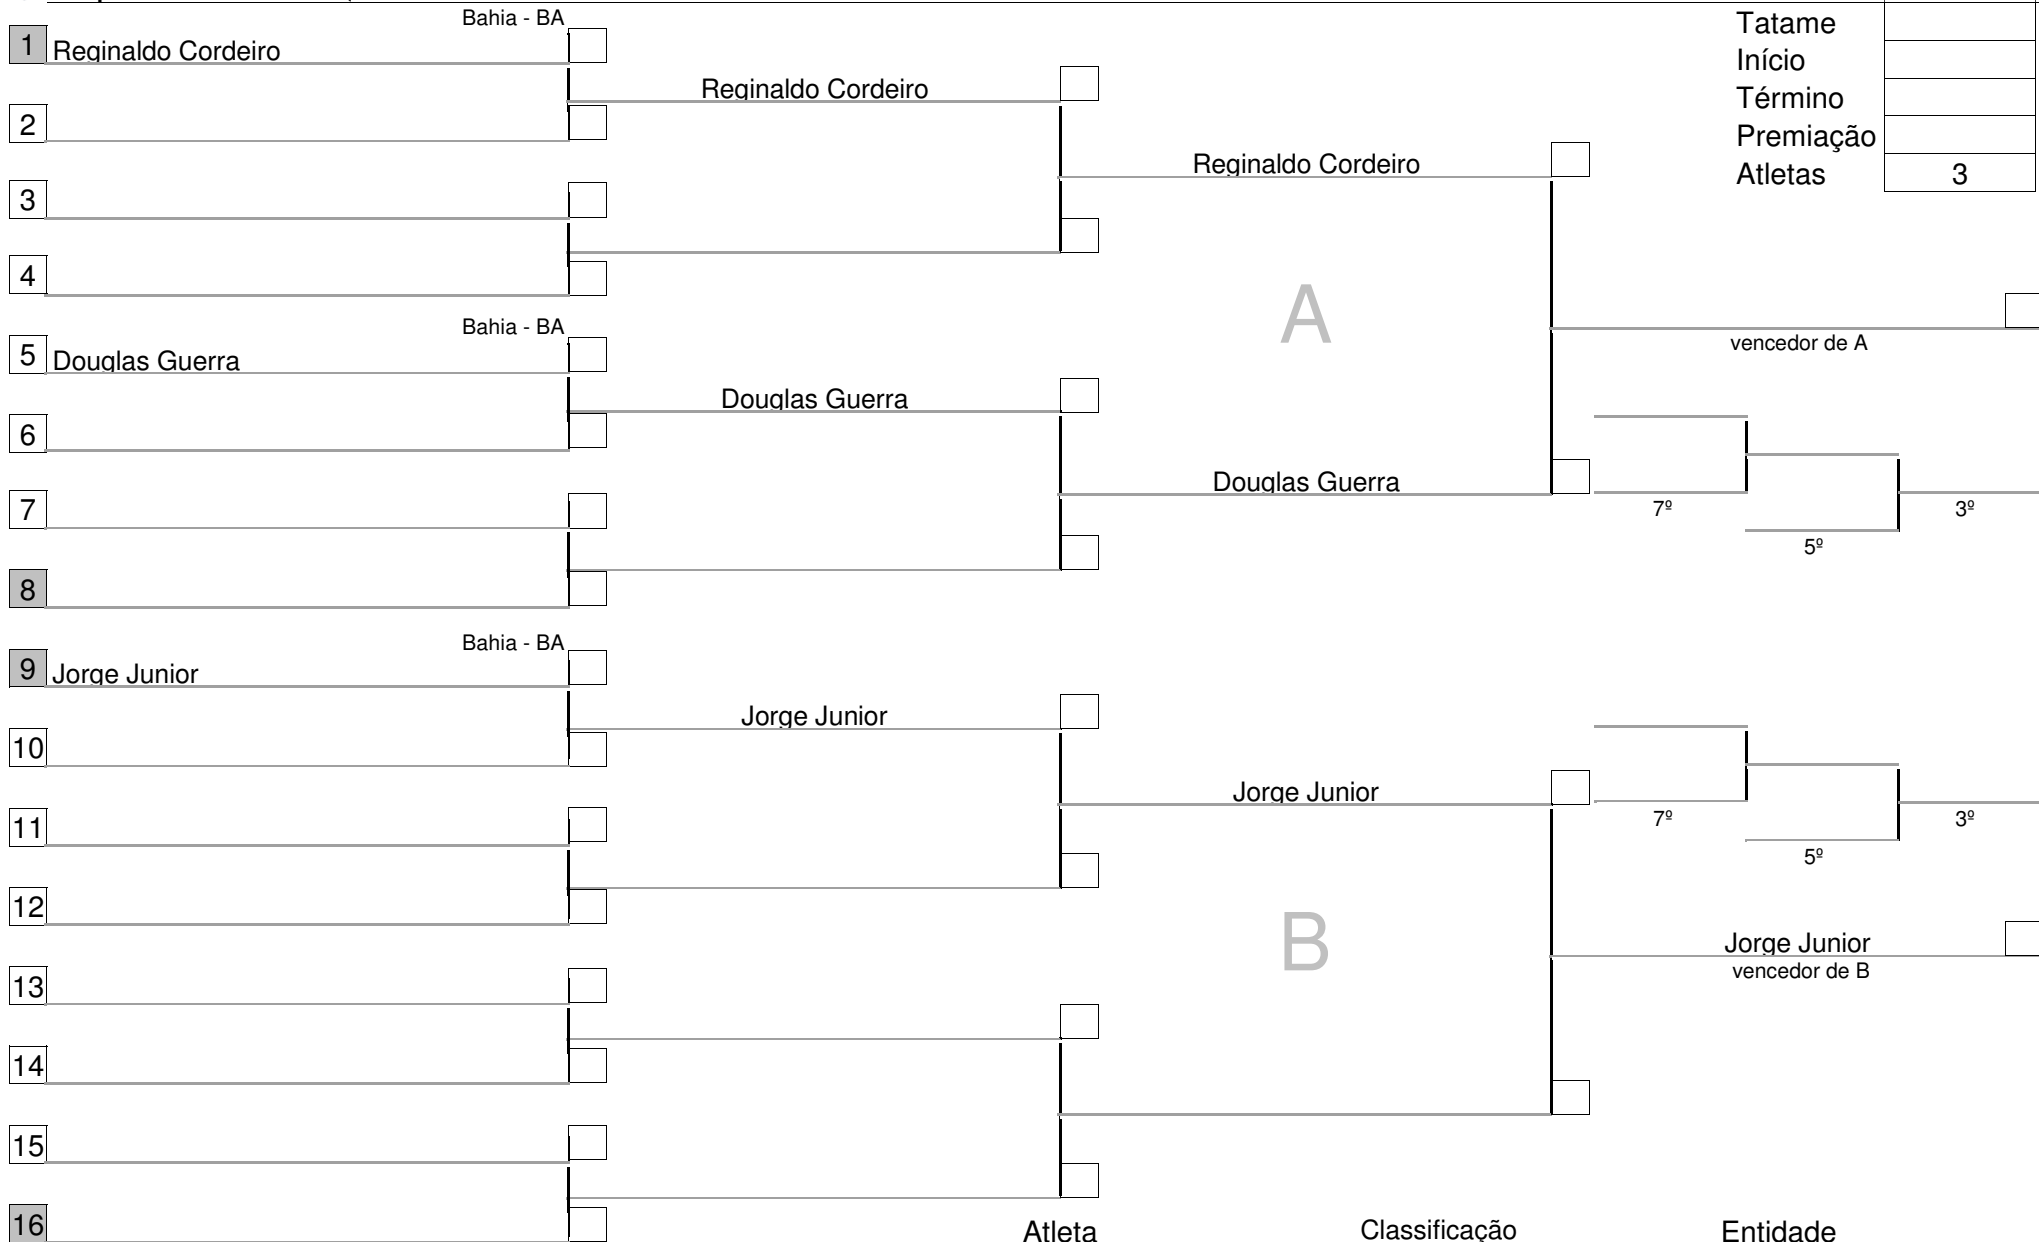 Bahia - BA
1 Reginaldo Cordeiro
Reginaldo Cordeiro
2
Reginaldo Cordeiro
3
4
Tatame
Início
Término
Premiação
Atletas 3
A
Bahia - BA
5 Douglas Guerra
Douglas Guerra
6
Douglas Guerra
7
8
vencedor de A
7º
5º
3º
Bahia - BA
9 Jorge Junior
Jorge Junior
10
Jorge Junior
11
12
7º
5º
3º
B
Jorge Junior
vencedor de B
13
14
15
16
Atleta Classificação Entidade